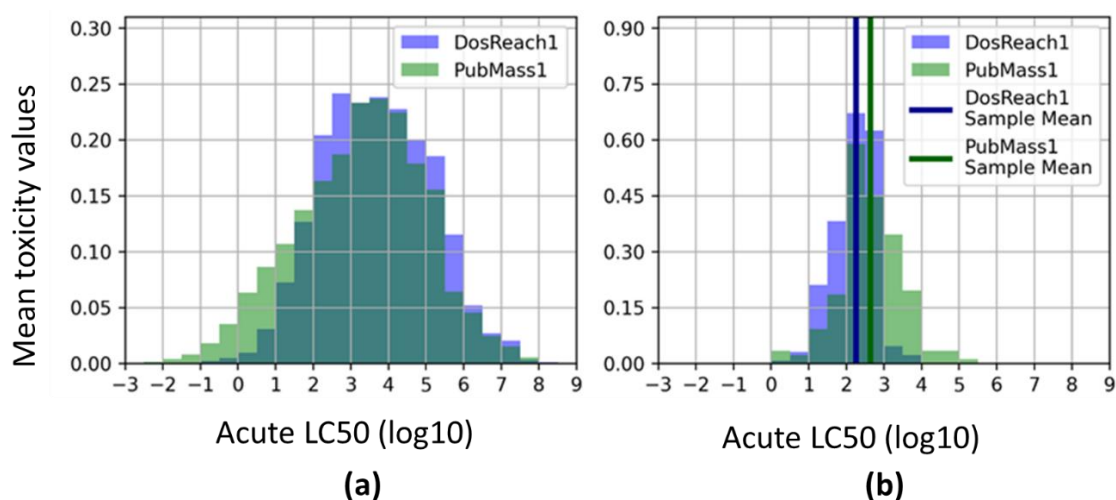 Mean toxicity values
0.30
0.25
0.20
0.15
0.10
0.05
0.00
−3 −2 −1 0 1 2 3 4 5 6 7 8 9
DosReach1
PubMass1
Acute LC50 (log10)
(a)
0.90
0.75
0.60
0.45
0.30
0.15
0.00
−3 −2 −1 0 1 2 3 4 5 6 7 8 9
DosReach1
PubMass1
DosReach1
Sample Mean
PubMass1
Sample Mean
Acute LC50 (log10)
(b)